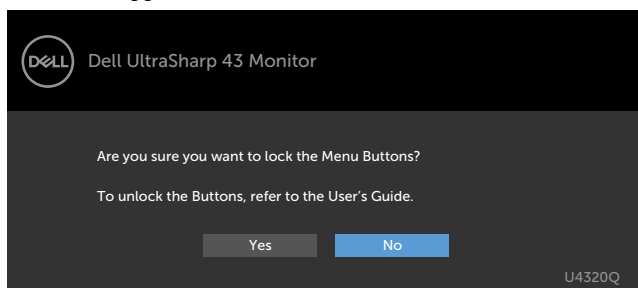 DELL
Dell UltraSharp 43 Monitor
Are you sure you want to lock the Menu Buttons?
To unlock the Buttons, refer to the User's Guide.
Yes
No
U4320Q